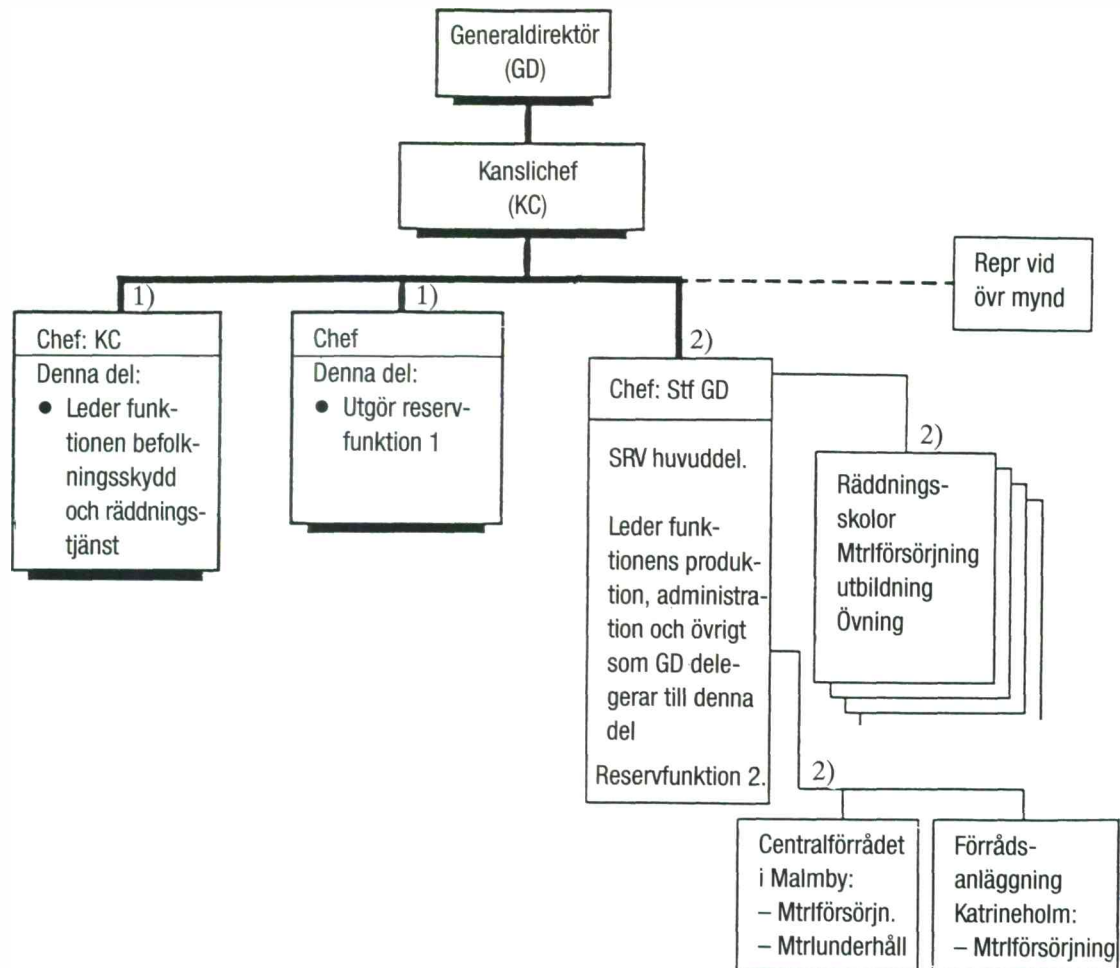 Generaldirektör
(GD)
Kanslichef
(KC)
Repr vid
övr mynd
1)
Chef: KC
Denna del:
● Leder funk-
tionen befolk-
ningsskydd
och räddnings-
tjänst
1)
Chef
Denna del:
● Utgör reserv-
funktion 1
2)
Chef: Stf GD
SRV huvuddel.
Leder funk-
tionens produk-
tion, administra-
tion och övrigt
som GD dele-
gerar till denna
del
Reservfunktion 2.
2)
Räddnings-
skolor
Mtrlförsörjning
utbildning
Övning
2)
Centralförrådet
i Malmby:
– Mtrlförsörjn.
– Mtrlunderhåll
Förråds-
anläggning
Katrineholm:
– Mtrlförsörjning